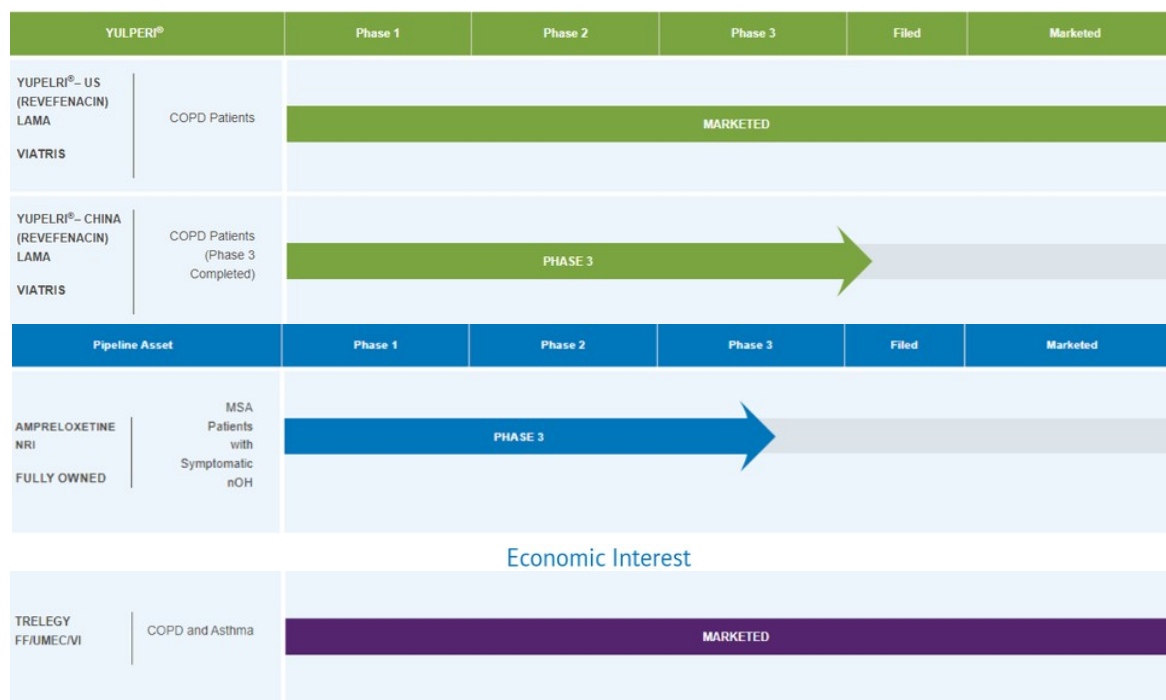 YULPERI® Phase 1 Phase 2 Phase 3 Filed Marketed
YUPELRI®– US
(REVEFENACIN)
LAMA
VIATRIS
COPD Patients
MARKETED
YUPELRI®– CHINA
(REVEFENACIN)
LAMA
VIATRIS
COPD Patients
(Phase 3
Completed)
PHASE 3
Pipeline Asset Phase 1 Phase 2 Phase 3 Filed Marketed
AMPRELOXETINE
NRI
FULLY OWNED
MSA
Patients
with
Symptomatic
nOH
PHASE 3
Economic Interest
TRELEGY
FF/UMEC/VI
COPD and Asthma
MARKETED